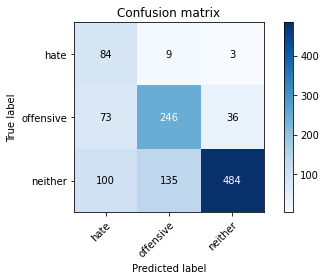 Confusion matrix
hate 84 9 3
offensive 73 246 36
neither 100 135 484
hate offensive neither
True label
Predicted label
400
300
200
100